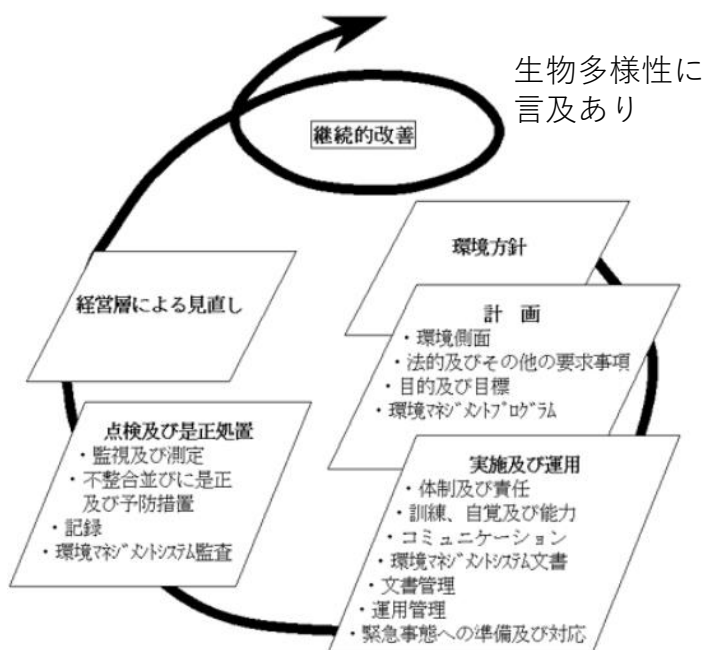 生物多様性に
言及あり
継続的改善
環境方針
計　画
・環境側面
・法的及びその他の要求事項
・目的及び目標
・環境ﾏﾈｼﾞﾒﾝﾄﾌﾟﾛｸﾞﾗﾑ
実施及び運用
・体制及び責任
・訓練、自覚及び能力
・コミュニケーション
・環境ﾏﾈｼﾞﾒﾝﾄｼｽﾃﾑ文書
・文書管理
・運用管理
・緊急事態への準備及び対応
点検及び是正処置
・監視及び測定
・不整合並びに是正
及び予防措置
・記録
・環境ﾏﾈｼﾞﾒﾝﾄｼｽﾃﾑ監査
経営層による見直し